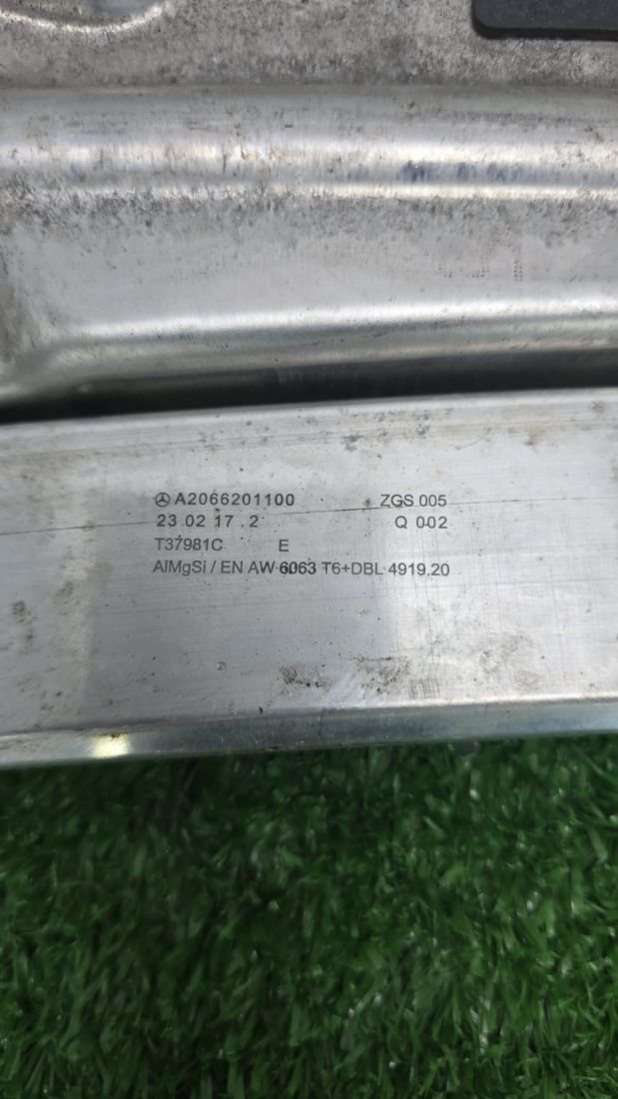 A2066201100 ZGS 005
23 02 17 . 2 Q 002
T37981C E
AlMgSi / EN AW 6063 T6+DBL 4919.20